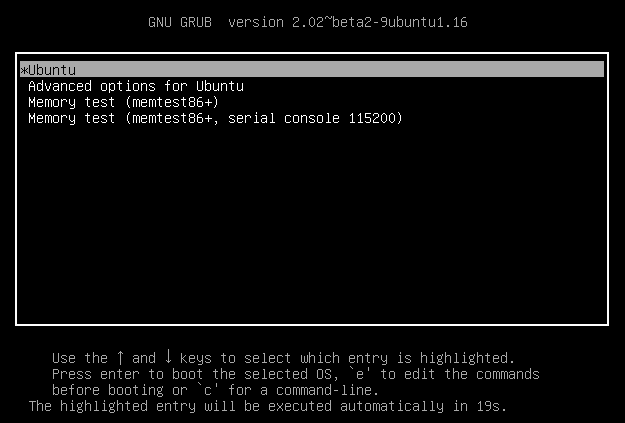 GNU GRUB version 2.02~beta2-9ubuntu1.16
*Ubuntu
Advanced options for Ubuntu
Memory test (memtest86+)
Memory test (memtest86+, serial console 115200)
Use the ↑ and ↓ keys to select which entry is highlighted.
Press enter to boot the selected OS, `e' to edit the commands
before booting or `c' for a command-line.
The highlighted entry will be executed automatically in 19s.